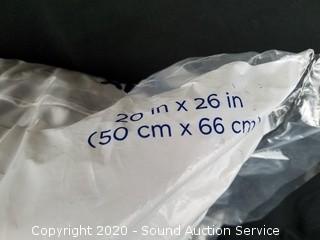 20 in x 26 in
(50 cm x 66 cm)
Copyright 2020 - Sound Auction Service